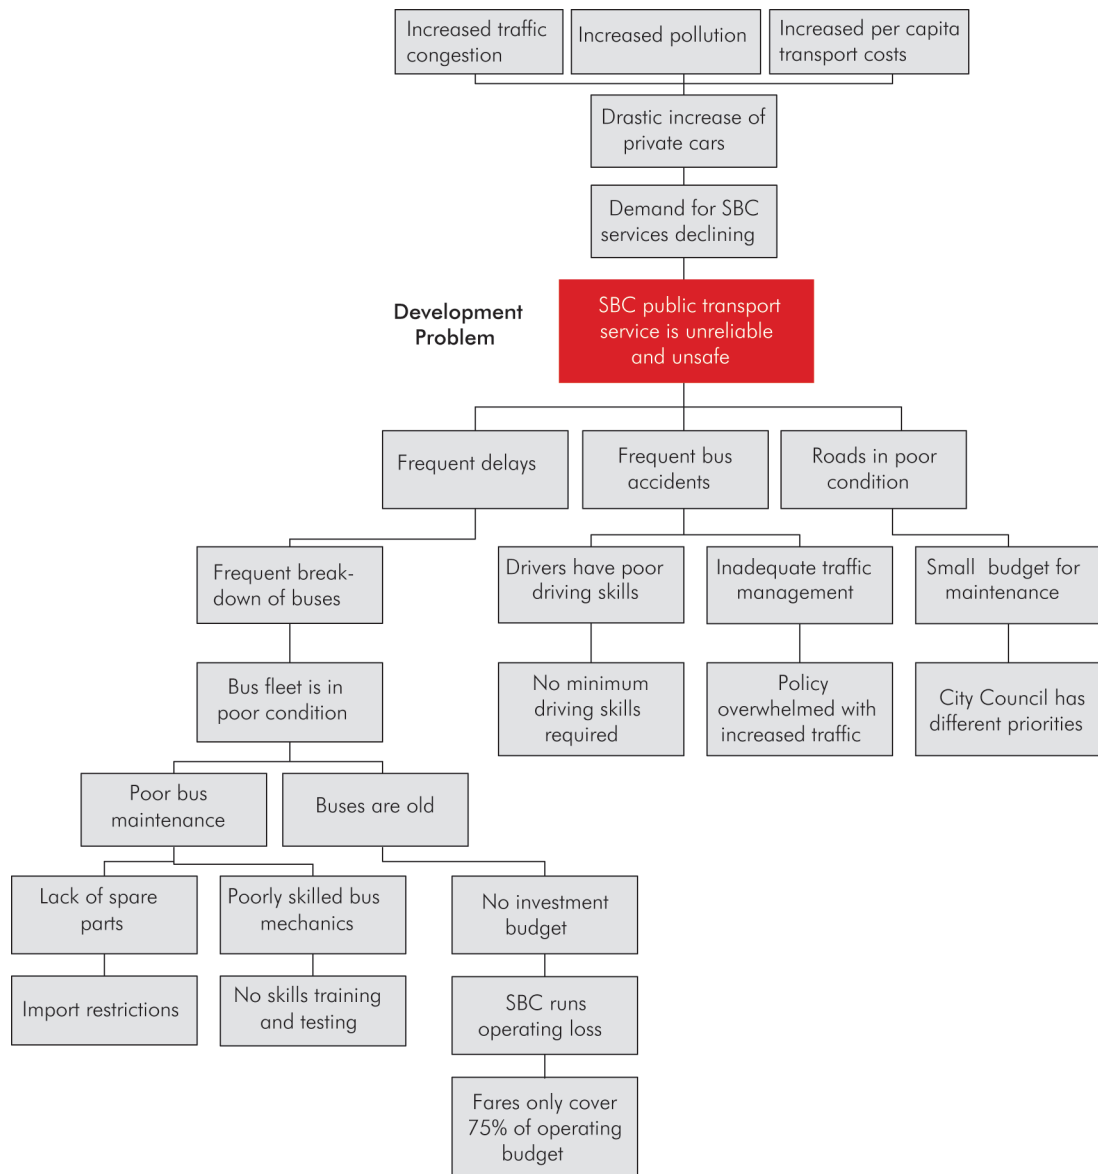 Increased traffic
congestion
Increased pollution
Increased per capita
transport costs
Drastic increase of
private cars
Demand for SBC
services declining
Development
Problem
SBC public transport
service is unreliable
and unsafe
Frequent delays
Frequent bus
accidents
Roads in poor
condition
Frequent break-
down of buses
Drivers have poor
driving skills
Inadequate traffic
management
Small budget for
maintenance
Bus fleet is in
poor condition
No minimum
driving skills
required
Policy
overwhelmed with
increased traffic
City Council has
different priorities
Poor bus
maintenance
Buses are old
Lack of spare
parts
Poorly skilled bus
mechanics
No investment
budget
Import restrictions
No skills training
and testing
SBC runs
operating loss
Fares only cover
75% of operating
budget